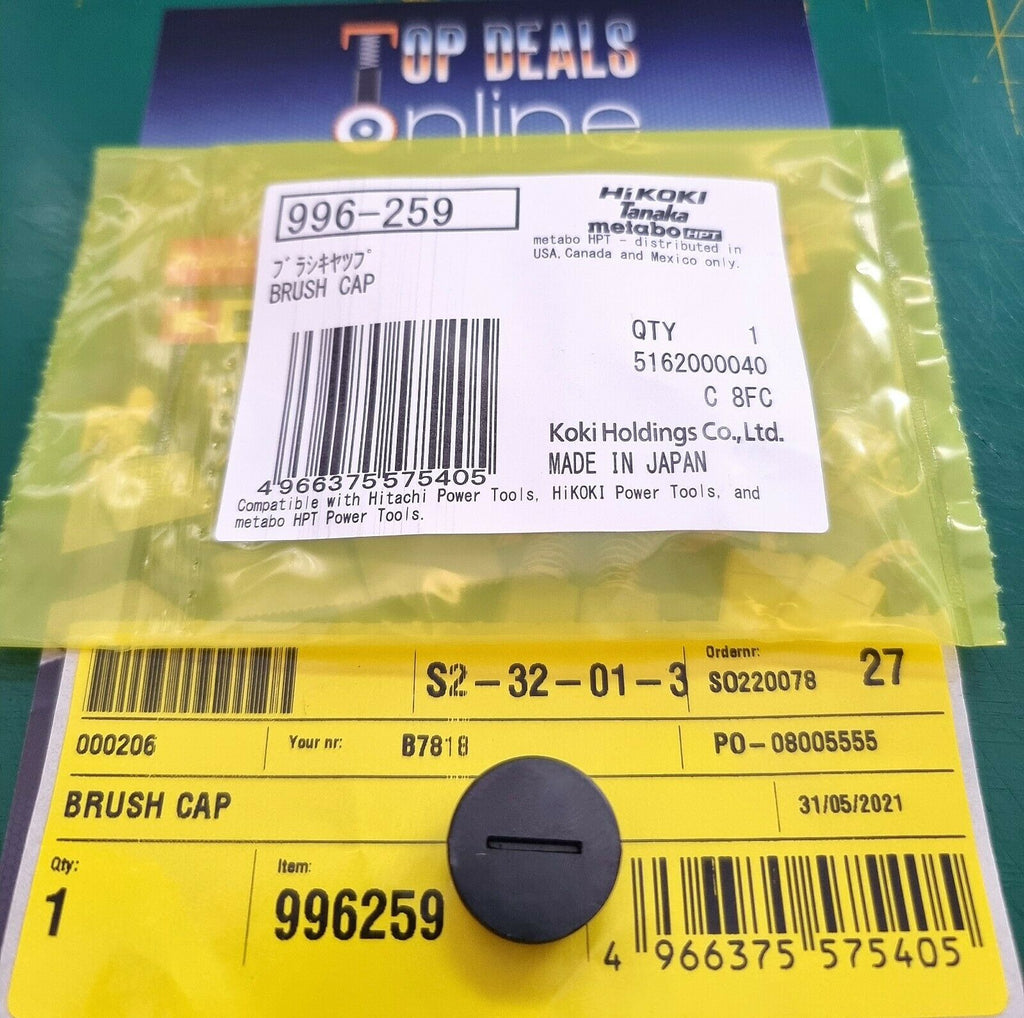 TOP DEALS
Online
996-259
HiKOKI
Tanaka
metabo HPT
metabo HPT - distributed in
USA, Canada and Mexico only.
ブラシキヤツプ
BRUSH CAP
QTY 1
5162000040
C 8FC
Koki Holdings Co.,Ltd.
MADE IN JAPAN
4 966375 575405
Compatible with Hitachi Power Tools, HiKOKI Power Tools, and
metabo HPT Power Tools.
S2-32-01-3
Ordernr:
SO220078
27
000206
Your nr:
B7818
PO-08005555
BRUSH CAP
31/05/2021
Qty:
1
Item:
996259
4 966375 575405